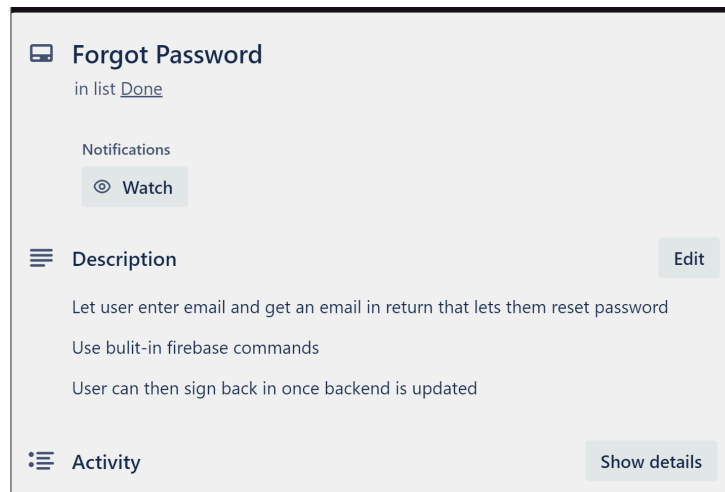 Forgot Password
in list Done
Notifications
Watch
Description
Edit
Let user enter email and get an email in return that lets them reset password
Use bulit-in firebase commands
User can then sign back in once backend is updated
Activity
Show details